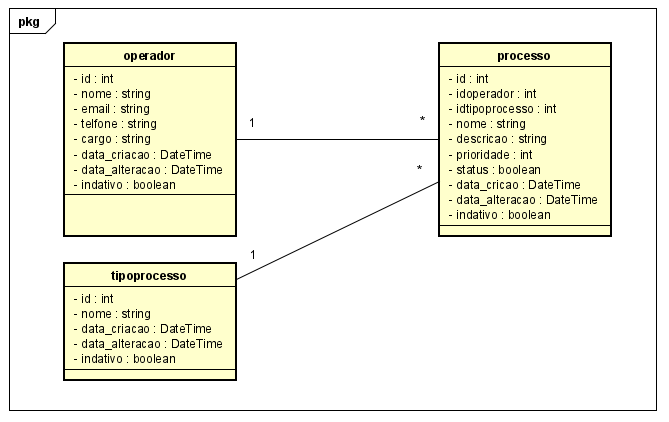 pkg
operador
- id : int
- nome : string
- email : string
- telfone : string
- cargo : string
- data_criacao : DateTime
- data_alteracao : DateTime
- indativo : boolean
1
*
processo
- id : int
- idoperador : int
- idtipoprocesso : int
- nome : string
- descricao : string
- prioridade : int
- status : boolean
- data_cricao : DateTime
- data_alteracao : DateTime
- indativo : boolean
*
1
tipoprocesso
- id : int
- nome : string
- data_criacao : DateTime
- data_alteracao : DateTime
- indativo : boolean